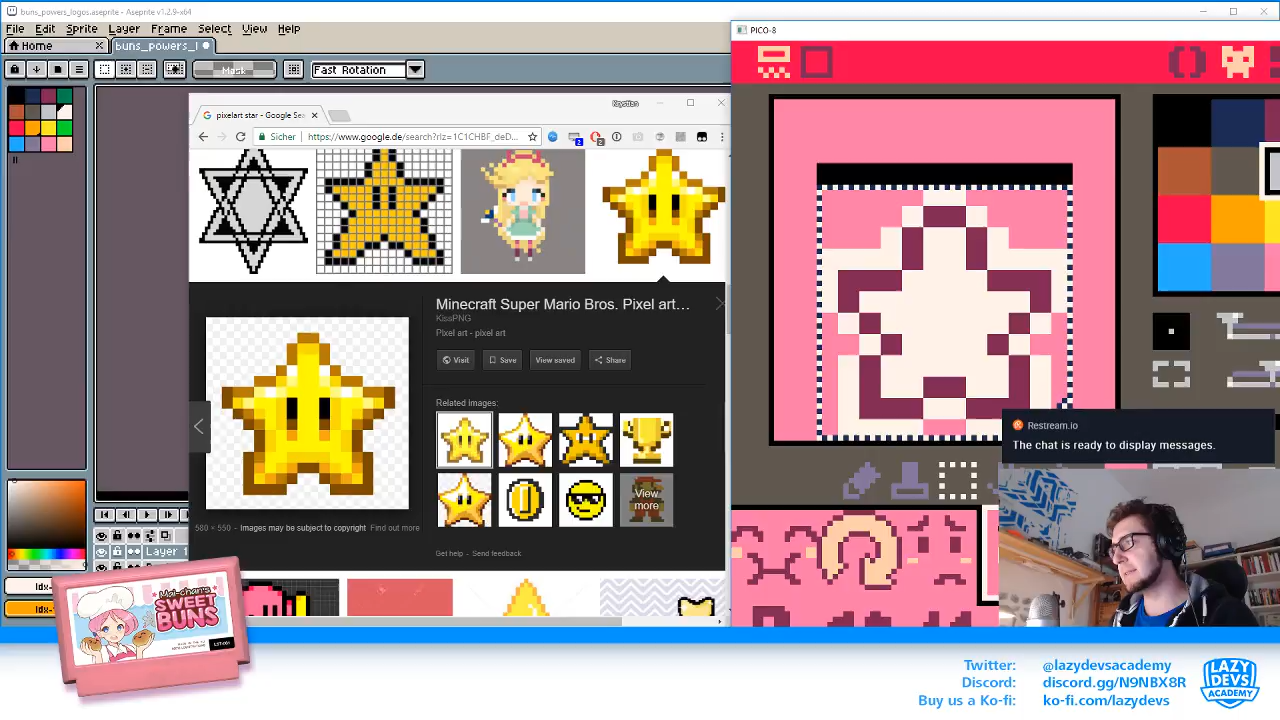 buns_powers_logos.aseprite - Aseprite v1.2.9-x64
File Edit Sprite Layer Frame Select View Help
Home
buns_powers_l
Mask
Fast Rotation
PICO-8
Krystian
pixelart star - Google Sea
Sicher
https://www.google.de/search?rlz=1C1CHBF_deD...
Minecraft Super Mario Bros. Pixel art...
KissPNG
Pixel art - pixel art
Visit
Save
View saved
Share
Related images:
View more
580 × 550 - Images may be subject to copyright
Find out more
Get help - Send feedback
Layer 1
Idx-
Idx-
Restream.io
The chat is ready to display messages.
Mai-chan's
SWEET
BUNS
Twitter: @lazydevsacademy
Discord: discord.gg/N9NBX8R
Buy us a Ko-fi: ko-fi.com/lazydevs
LAZY
DEVS
ACADEMY